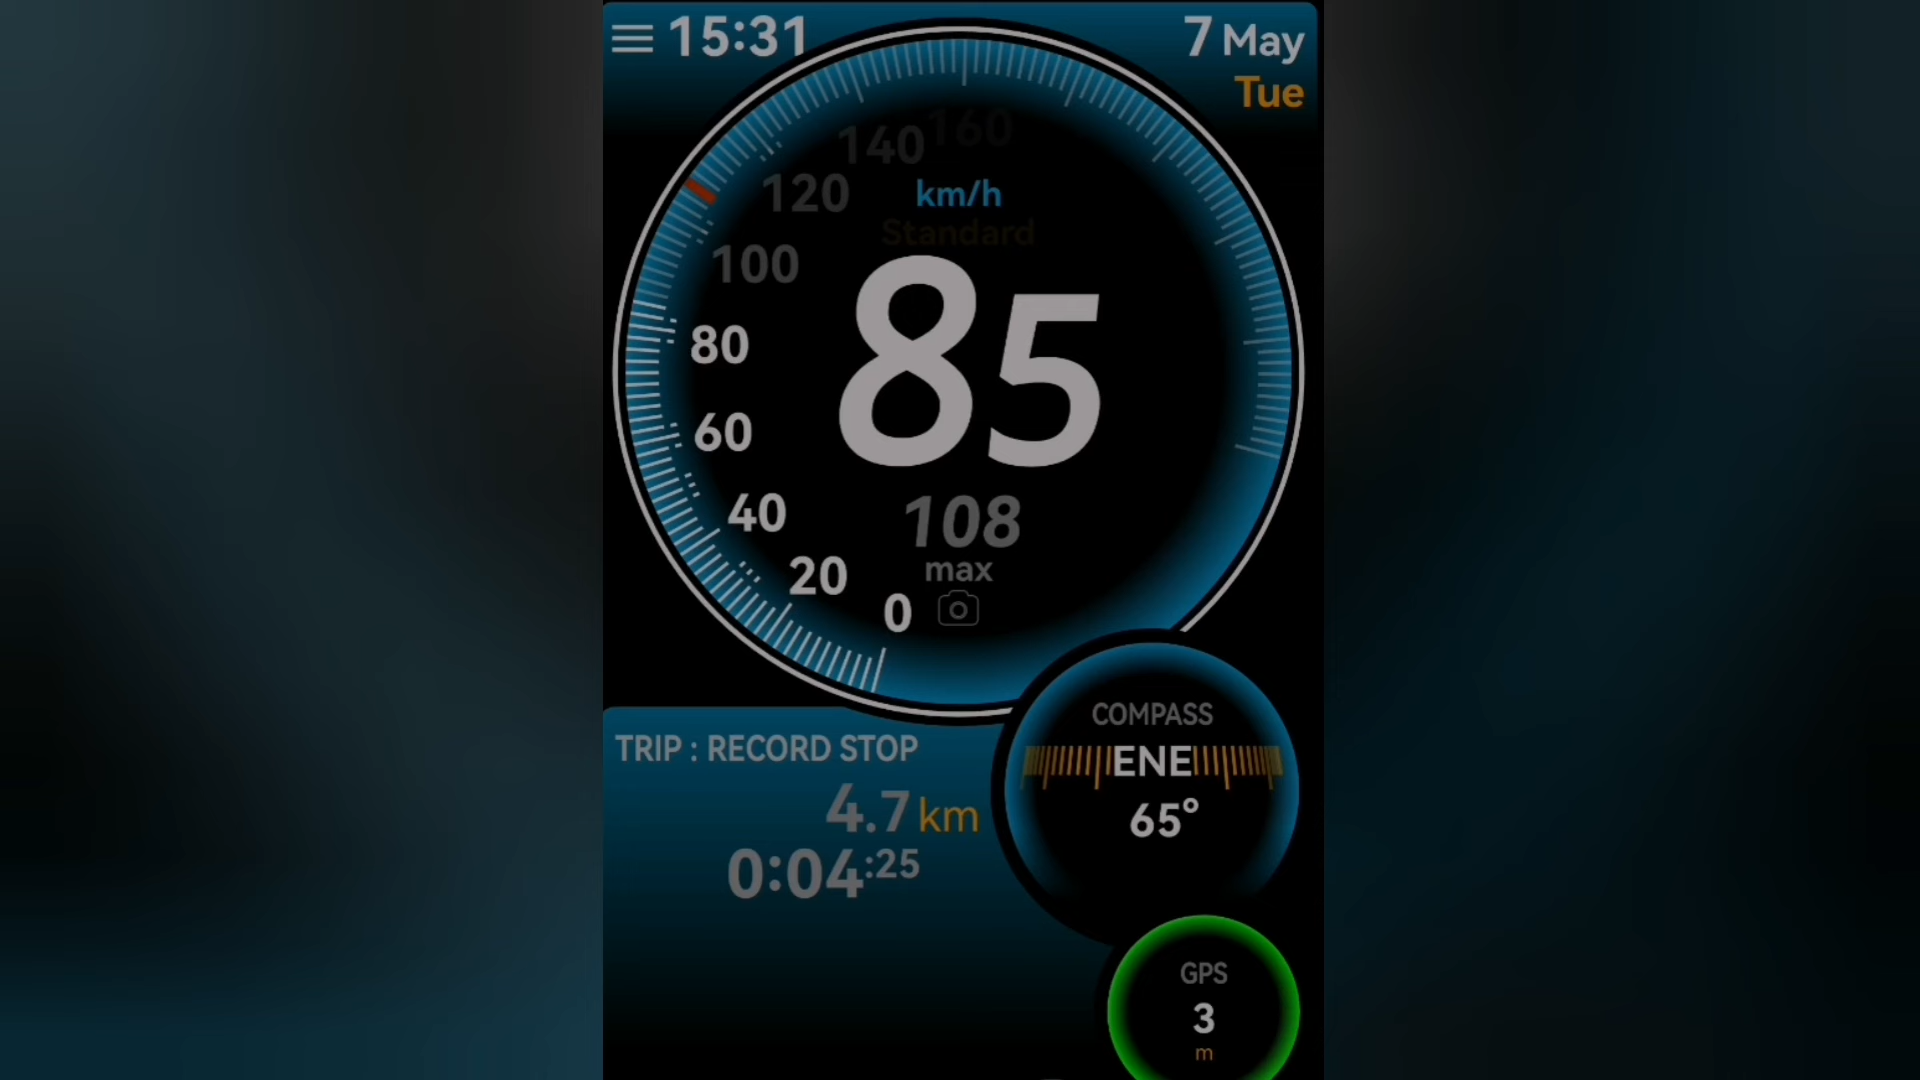 15:31
7 May
Tue
160
140
120
100
80
60
40
20
0
km/h
Standard
85
108
max
TRIP : RECORD STOP
4.7 km
0:04:25
COMPASS
ENE
65°
GPS
3
m